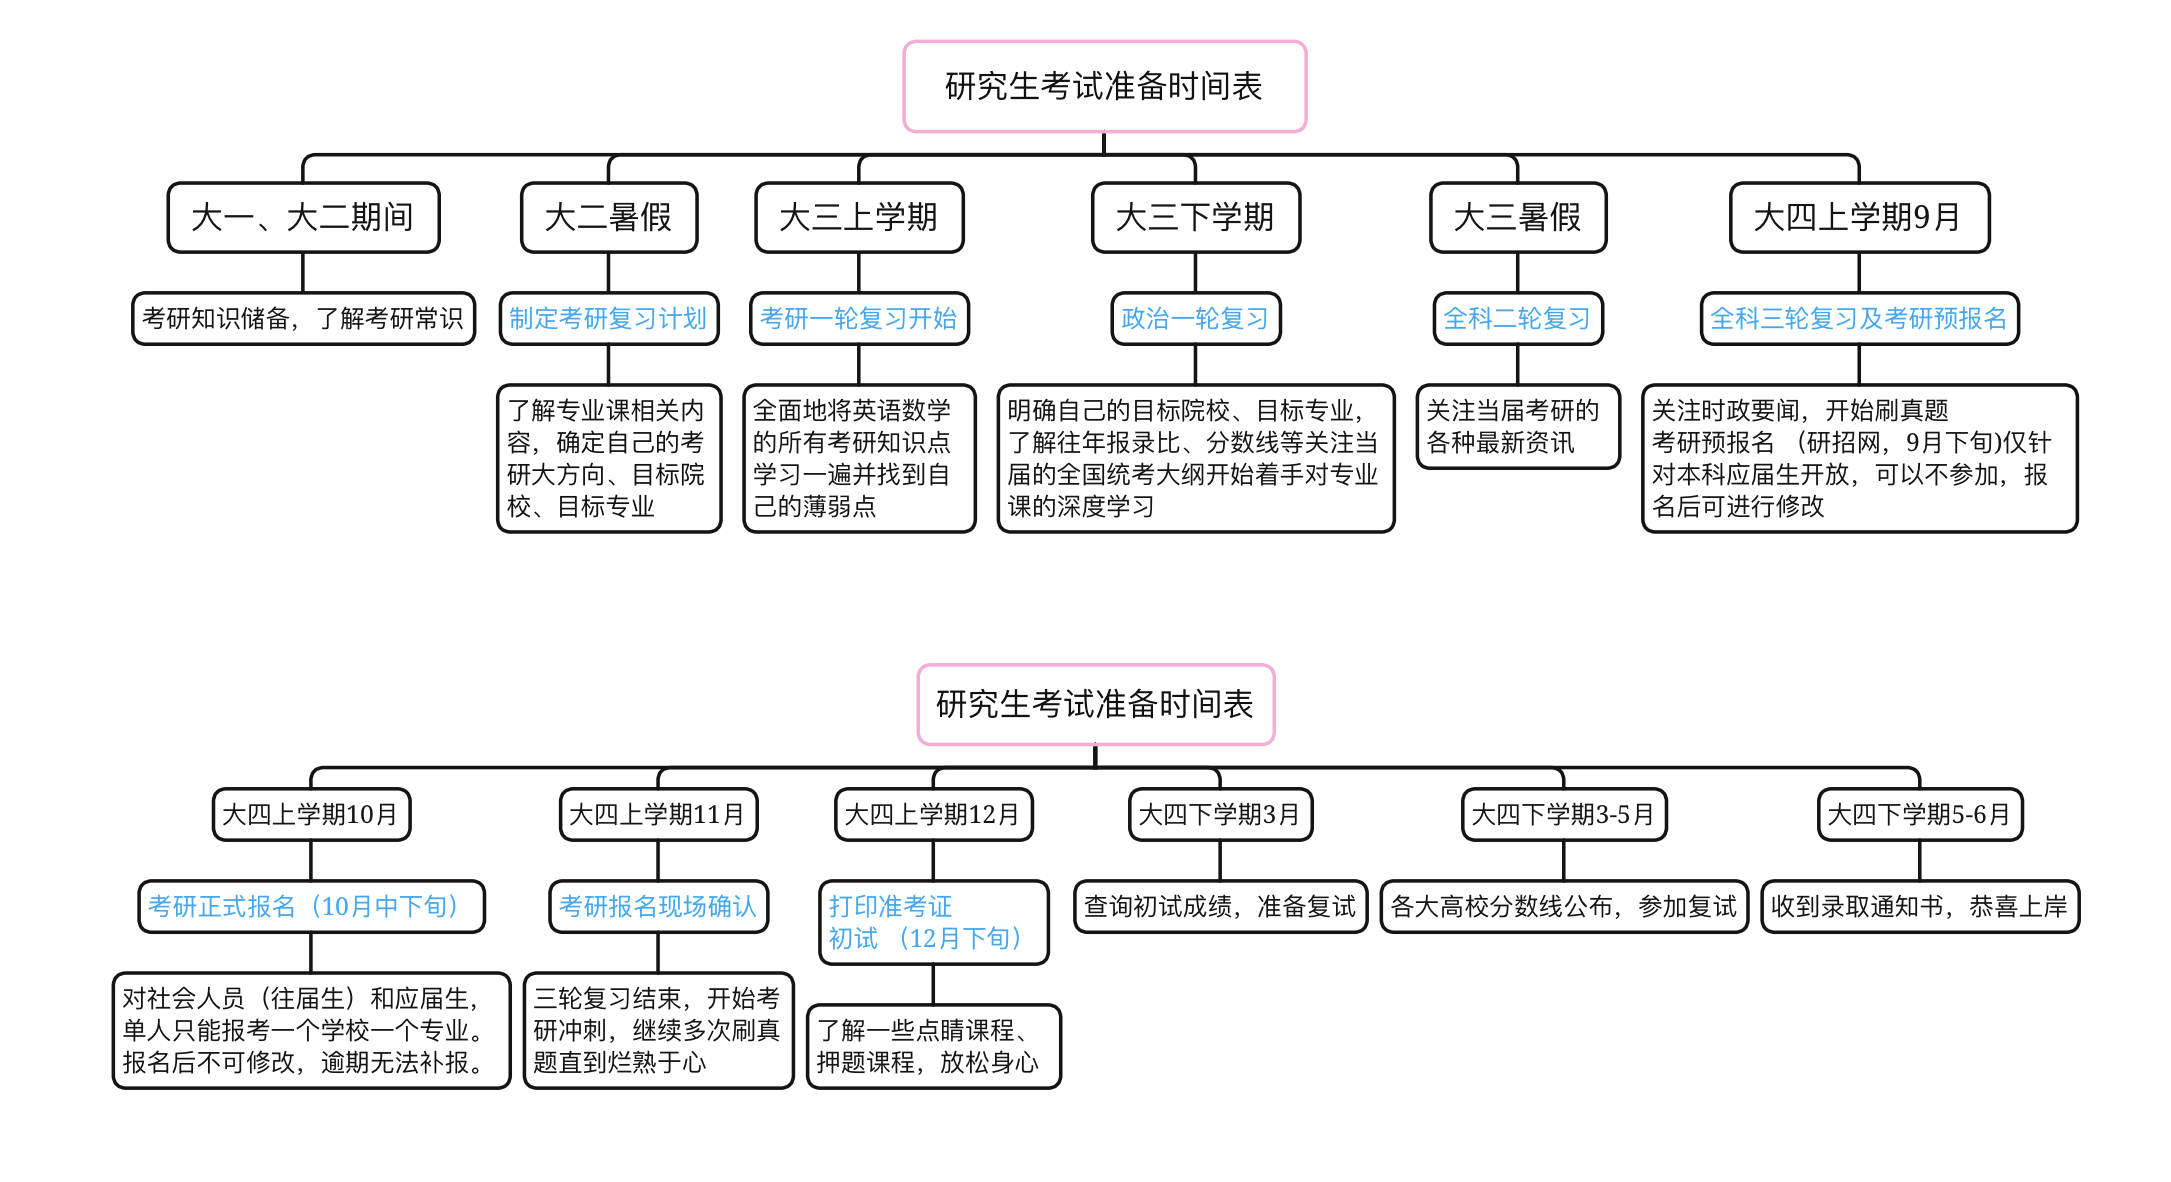 研究生考试准备时间表
大一、大二期间
考研知识储备，了解考研常识
大二暑假
制定考研复习计划
了解专业课相关内
容，确定自己的考
研大方向、目标院
校、目标专业
大三上学期
考研一轮复习开始
全面地将英语数学
的所有考研知识点
学习一遍并找到自
己的薄弱点
大三下学期
政治一轮复习
明确自己的目标院校、目标专业，
了解往年报录比、分数线等关注当
届的全国统考大纲开始着手对专业
课的深度学习
大三暑假
全科二轮复习
关注当届考研的
各种最新资讯
大四上学期9月
全科三轮复习及考研预报名
关注时政要闻，开始刷真题
考研预报名 （研招网，9月下旬)仅针
对本科应届生开放，可以不参加，报
名后可进行修改
研究生考试准备时间表
大四上学期10月
考研正式报名（10月中下旬）
对社会人员（往届生）和应届生，
单人只能报考一个学校一个专业。
报名后不可修改，逾期无法补报。
大四上学期11月
考研报名现场确认
三轮复习结束，开始考
研冲刺，继续多次刷真
题直到烂熟于心
大四上学期12月
打印准考证
初试 （12月下旬）
了解一些点睛课程、
押题课程，放松身心
大四下学期3月
查询初试成绩，准备复试
大四下学期3-5月
各大高校分数线公布，参加复试
大四下学期5-6月
收到录取通知书，恭喜上岸